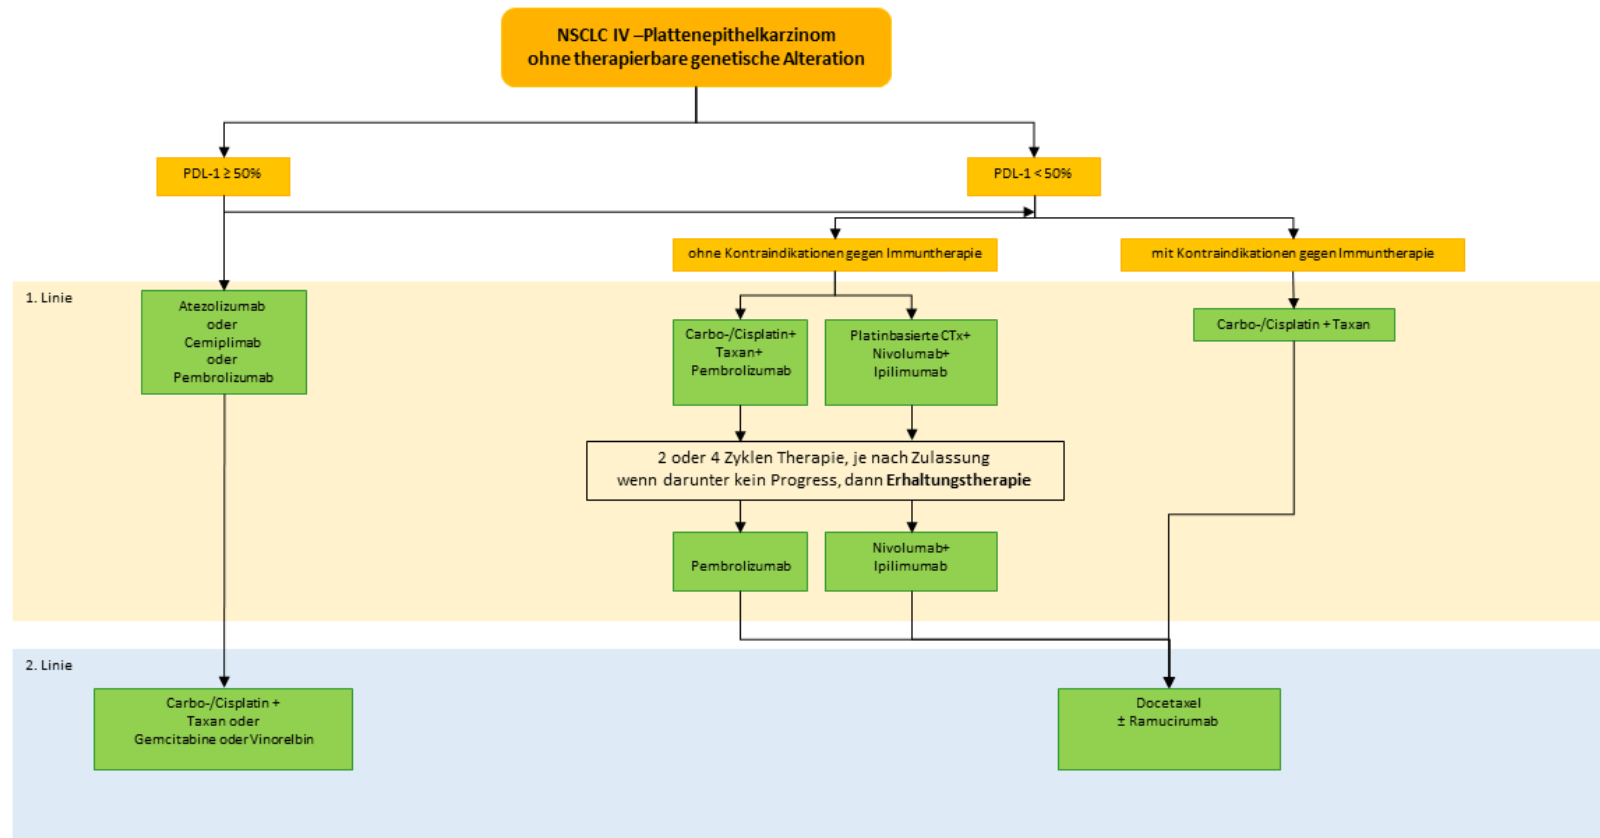 NSCLC IV –Plattenepithelkarzinom
ohne therapierbare genetische Alteration
PDL-1 ≥ 50%
PDL-1 < 50%
ohne Kontraindikationen gegen Immuntherapie
mit Kontraindikationen gegen Immuntherapie
1. Linie
Atezolizumab
oder
Cemiplimab
oder
Pembrolizumab
Carbo-/Cisplatin+
Taxan+
Pembrolizumab
Platinbasierte CTx+
Nivolumab+
Ipilimumab
Carbo-/Cisplatin + Taxan
2 oder 4 Zyklen Therapie, je nach Zulassung
wenn darunter kein Progress, dann Erhaltungstherapie
Pembrolizumab
Nivolumab+
Ipilimumab
2. Linie
Carbo-/Cisplatin +
Taxan oder
Gemcitabine oder Vinorelbin
Docetaxel
± Ramucirumab